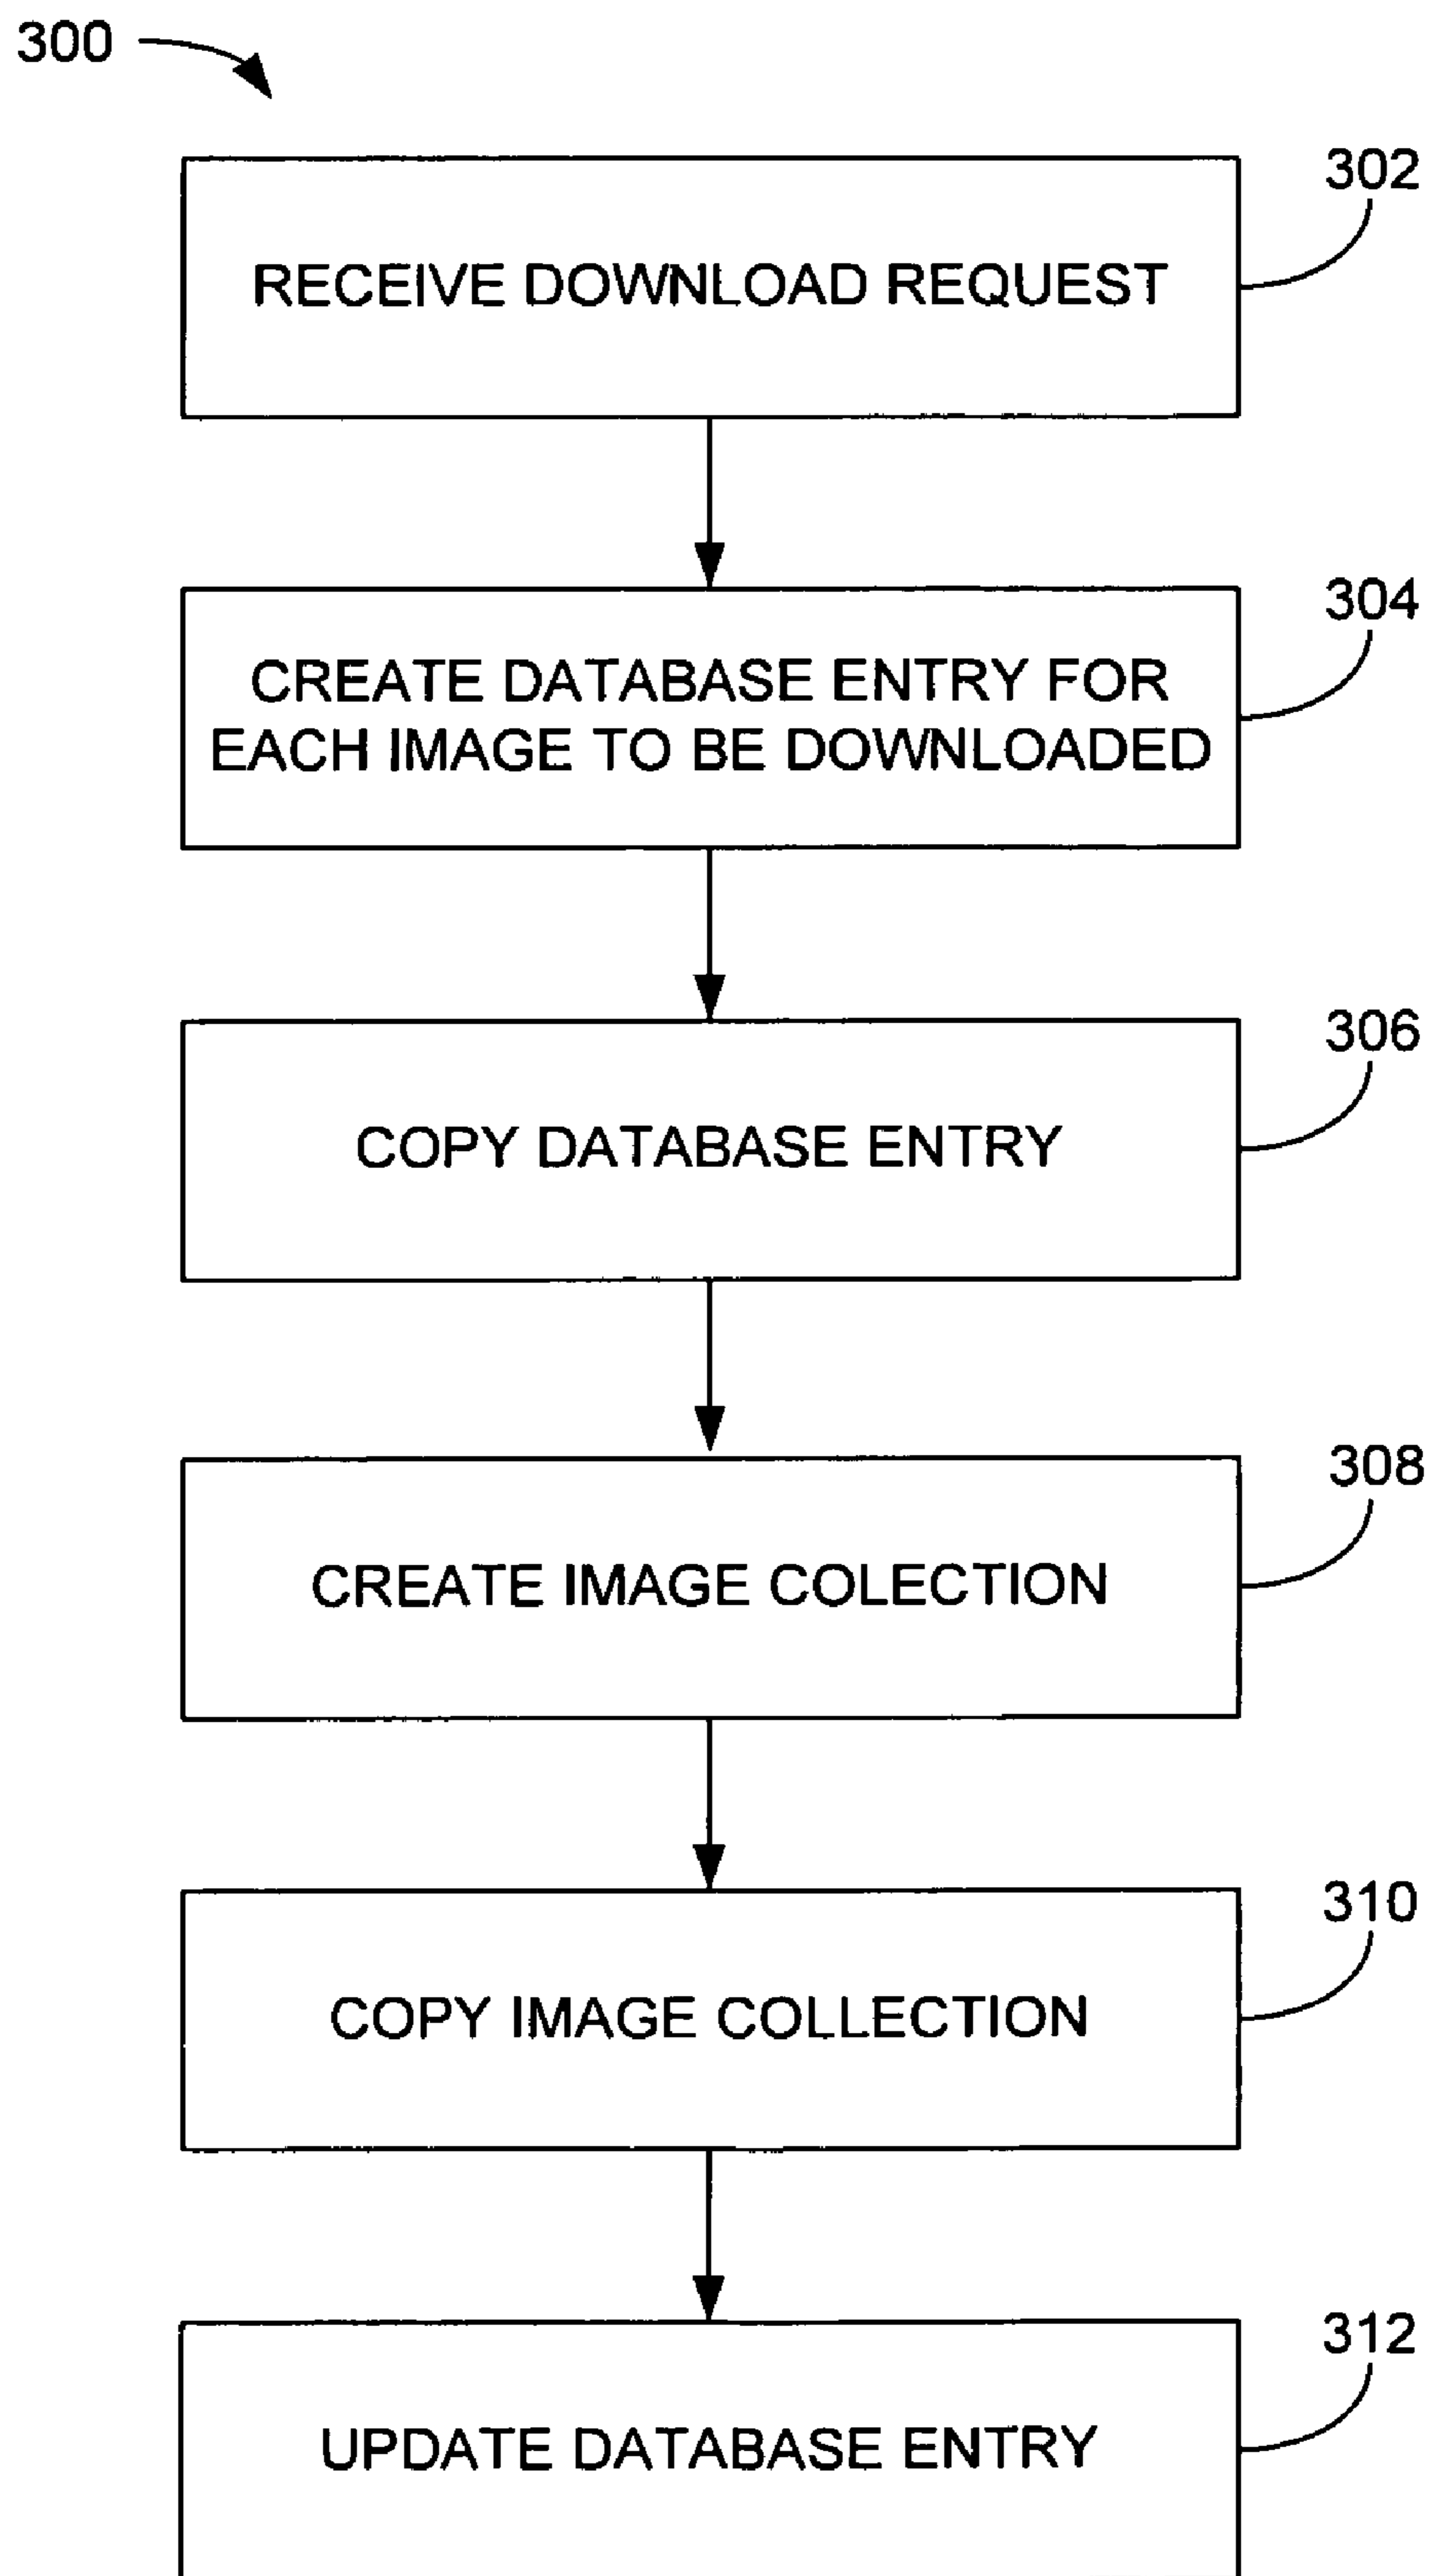 300
302
RECEIVE DOWNLOAD REQUEST
304
CREATE DATABASE ENTRY FOR
EACH IMAGE TO BE DOWNLOADED
306
COPY DATABASE ENTRY
308
CREATE IMAGE COLECTION
310
COPY IMAGE COLLECTION
312
UPDATE DATABASE ENTRY